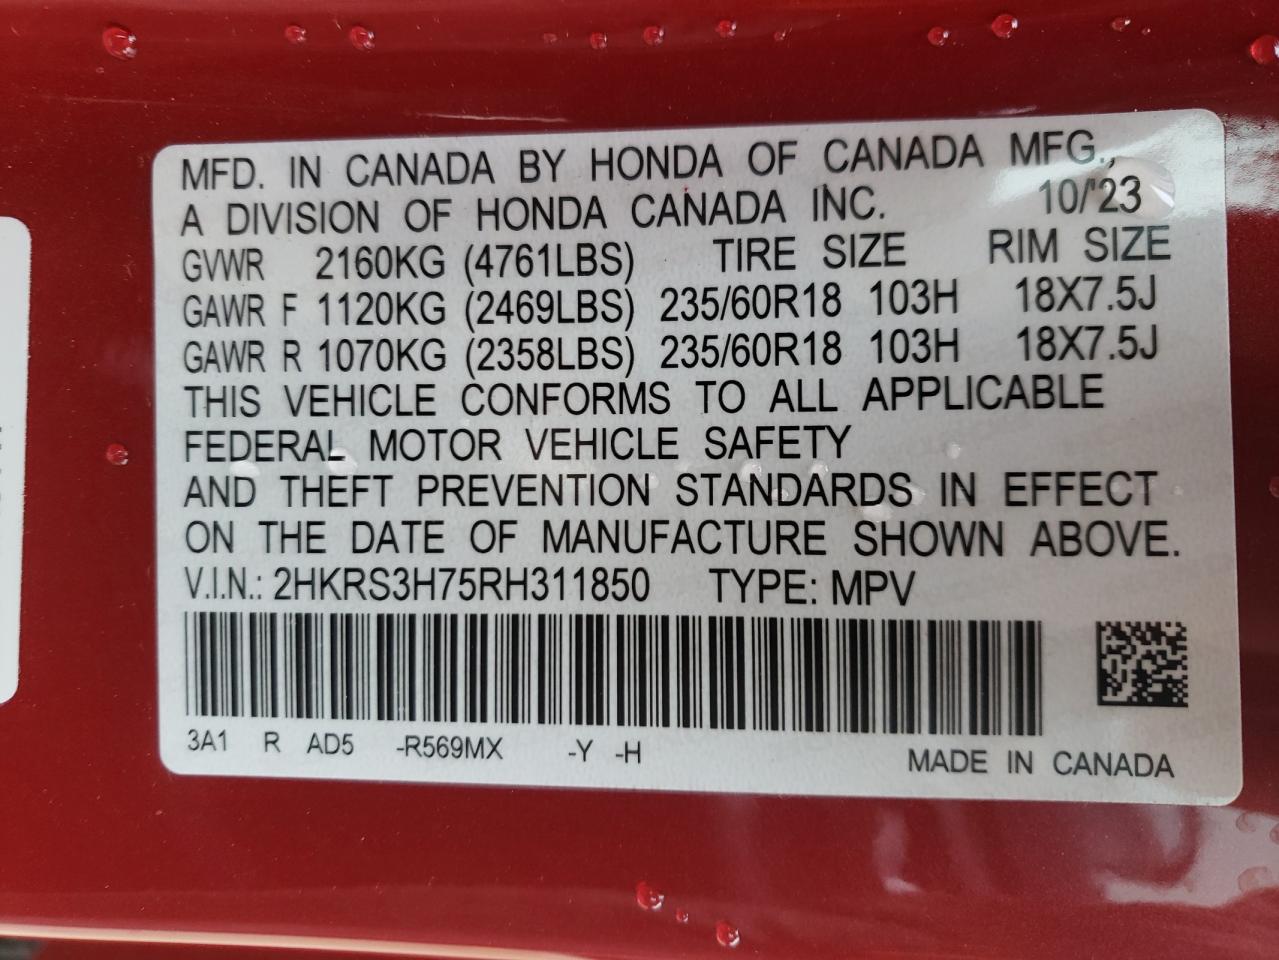 MFD. IN CANADA BY HONDA OF CANADA MFG.,
A DIVISION OF HONDA CANADA INC. 10/'23
GVWR 2160KG (4761LBS) TIRE SIZE RIM SIZE
GAWR F 1120KG (2469LBS) 235/60R18 103H 18X7.5J
GAWR R 1070KG (2358LBS) 235/60R18 103H 18X7.5J
THIS VEHICLE CONFORMS TO ALL APPLICABLE
FEDERAL MOTOR VEHICLE SAFETY
AND THEFT PREVENTION STANDARDS IN EFFECT
ON THE DATE OF MANUFACTURE SHOWN ABOVE.
V.I.N.: 2HKRS3H75RH311850 TYPE: MPV
3A1 R AD5 -R569MX -Y -H
MADE IN CANADA